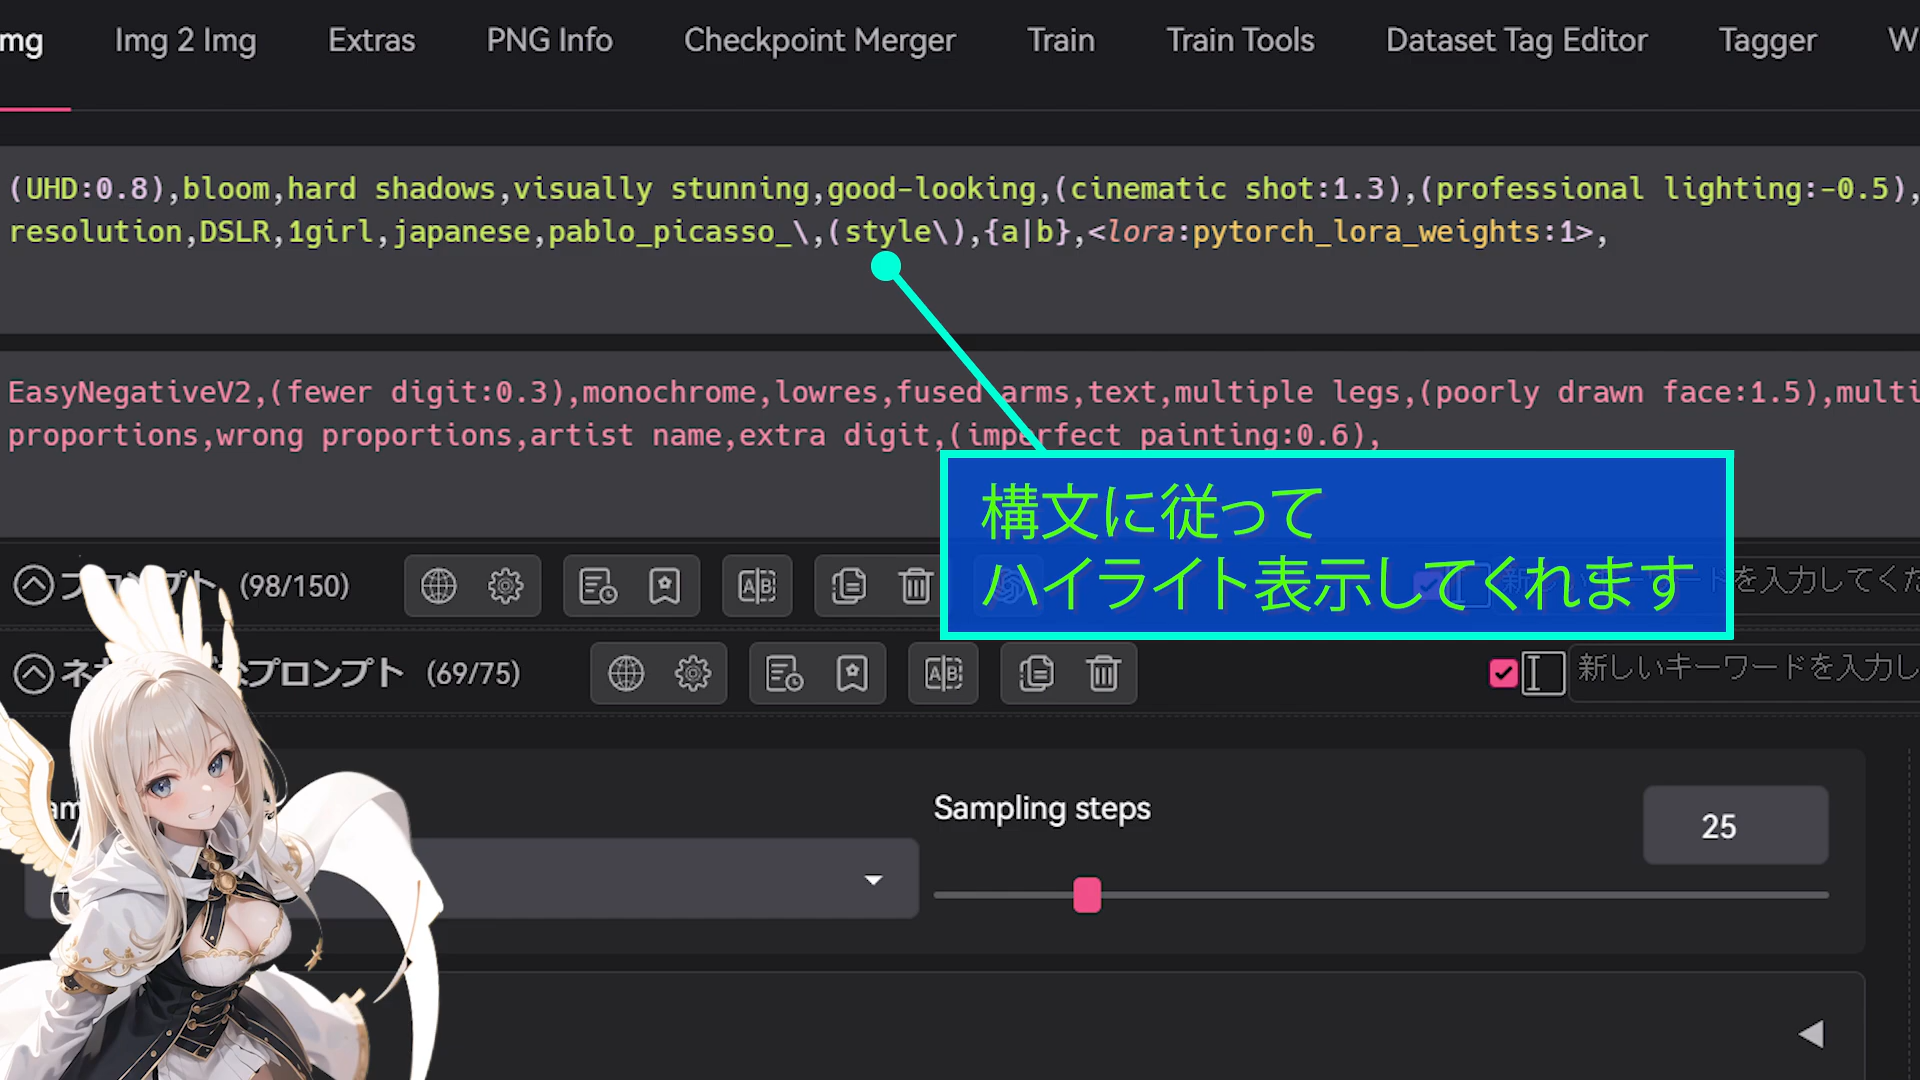 mg Img 2 Img Extras PNG Info Checkpoint Merger Train Train Tools Dataset Tag Editor Tagger W
(UHD:0.8),bloom,hard shadows,visually stunning,good-looking,(cinematic shot:1.3),(professional lighting:-0.5),
resolution,DSLR,1girl,japanese,pablo_picasso_\,(style\),{a|b},<lora:pytorch_lora_weights:1>,
EasyNegativeV2,(fewer digit:0.3),monochrome,lowres,fused arms,text,multiple legs,(poorly drawn face:1.5),multi
proportions,wrong proportions,artist name,extra digit,(imperfect painting:0.6),
構文に従って
ハイライト表示してくれます
プロンプト (98/150) を入力してくだ
プロンプト (69/75) 新しいキーワードを入力し
Sampling steps
25